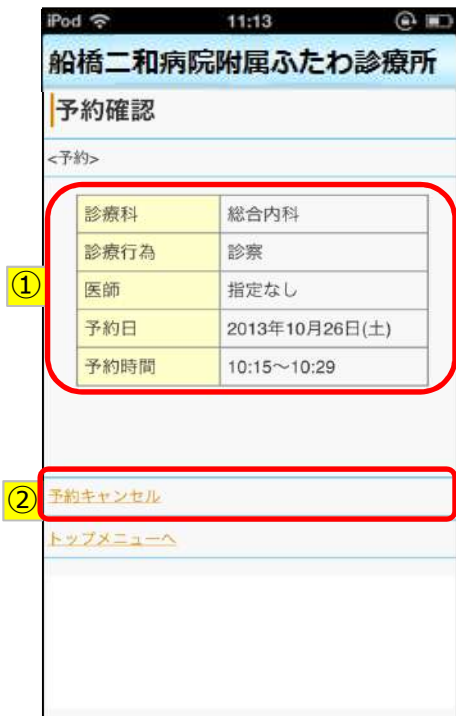 iPod 11:13
船橋二和病院附属ふたわ診療所
予約確認
<予約>
診療科 総合内科
診療行為 診察
① 医師 指定なし
予約日 2013年10月26日(土)
予約時間 10:15～10:29
② 予約キャンセル
トップメニューへ